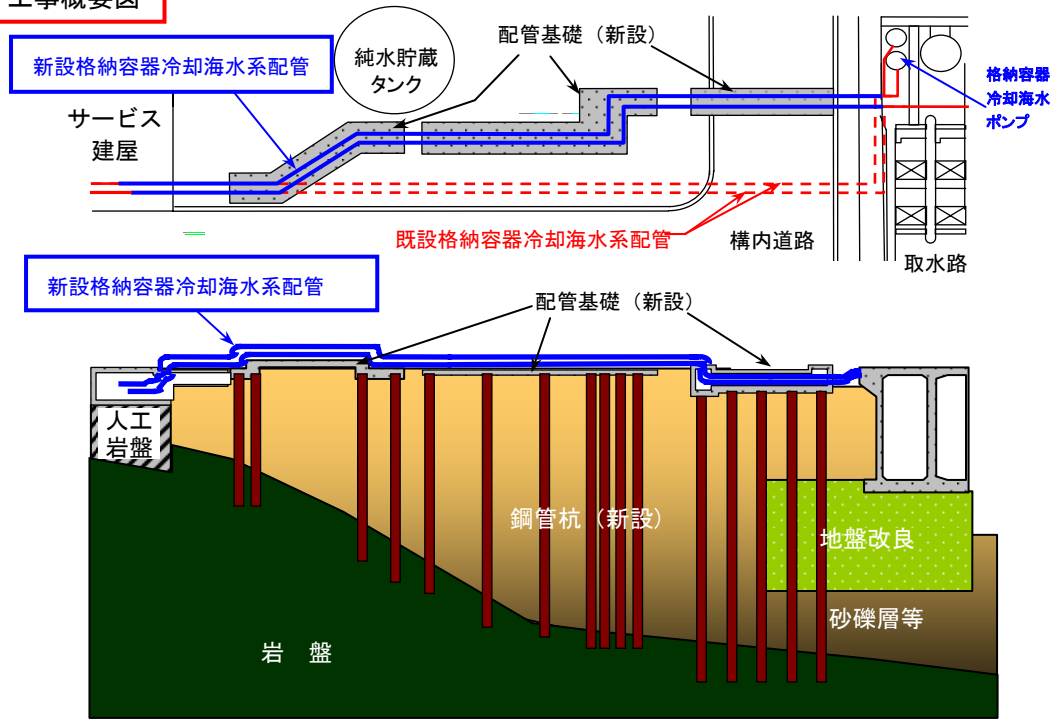 工事概要図
新設格納容器冷却海水系配管
純水貯蔵
タンク
配管基礎（新設）
格納容器
冷却海水
ポンプ
サービス
建屋
既設格納容器冷却海水系配管
構内道路
取水路
新設格納容器冷却海水系配管
配管基礎（新設）
人工
岩盤
鋼管杭（新設）
地盤改良
砂礫層等
岩　盤